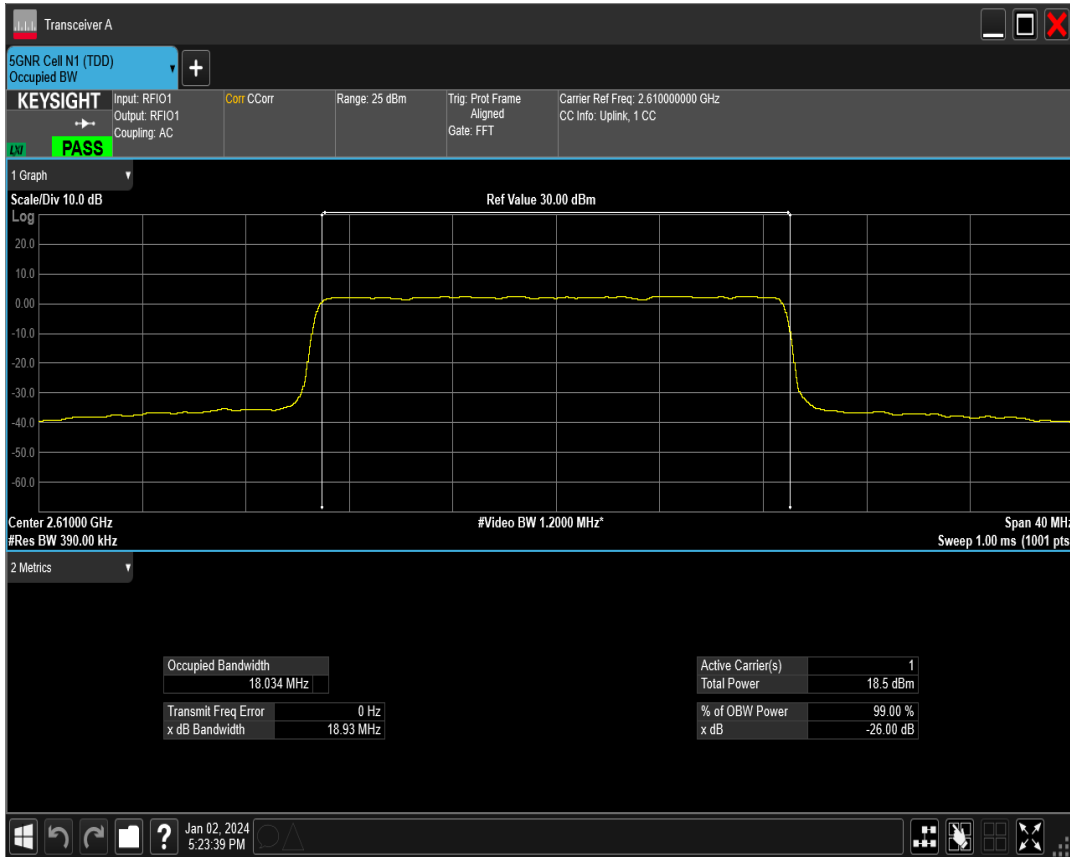 Transceiver A
5GNR Cell N1 (TDD)
Occupied BW
+
KEYSIGHT
LXI
PASS
Input: RFIO1
Output: RFIO1
Coupling: AC
Corr CCorr
Range: 25 dBm
Trig: Prot Frame
Aligned
Gate: FFT
Carrier Ref Freq: 2.610000000 GHz
CC Info: Uplink, 1 CC
1 Graph
Scale/Div 10.0 dB
Ref Value 30.00 dBm
Log
20.0
10.0
0.00
-10.0
-20.0
-30.0
-40.0
-50.0
-60.0
Center 2.61000 GHz
#Video BW 1.2000 MHz*
Span 40 MHz
#Res BW 390.00 kHz
Sweep 1.00 ms (1001 pts
2 Metrics
Occupied Bandwidth
18.034 MHz
Transmit Freq Error 0 Hz
x dB Bandwidth 18.93 MHz
Active Carrier(s) 1
Total Power 18.5 dBm
% of OBW Power 99.00 %
x dB -26.00 dB
?
Jan 02, 2024
5:23:39 PM